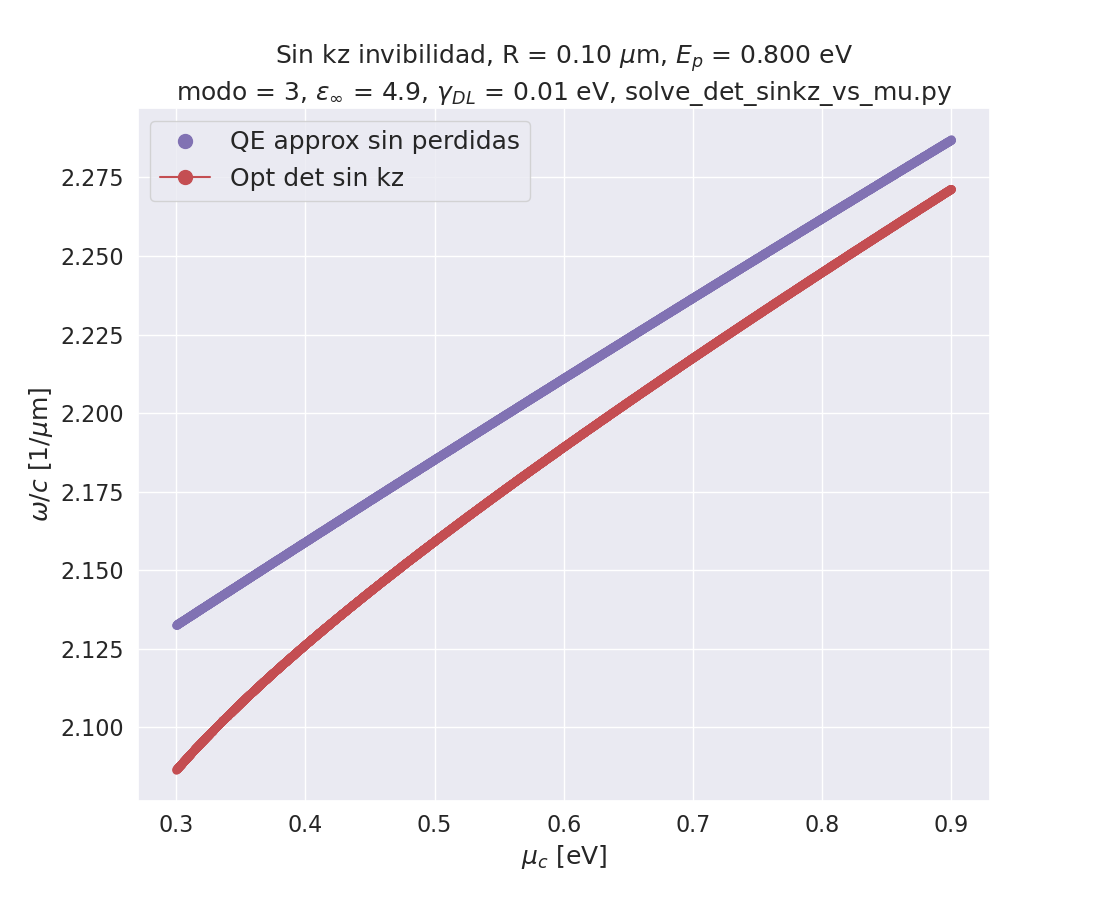 Sin kz invibilidad, R = 0.10 μm, E_p = 0.800 eV
modo = 3, ε_∞ = 4.9, γ_DL = 0.01 eV, solve_det_sinkz_vs_mu.py
QE approx sin perdidas
Opt det sin kz
ω/c [1/μm]
2.275
2.250
2.225
2.200
2.175
2.150
2.125
2.100
0.3 0.4 0.5 0.6 0.7 0.8 0.9
μ_c [eV]